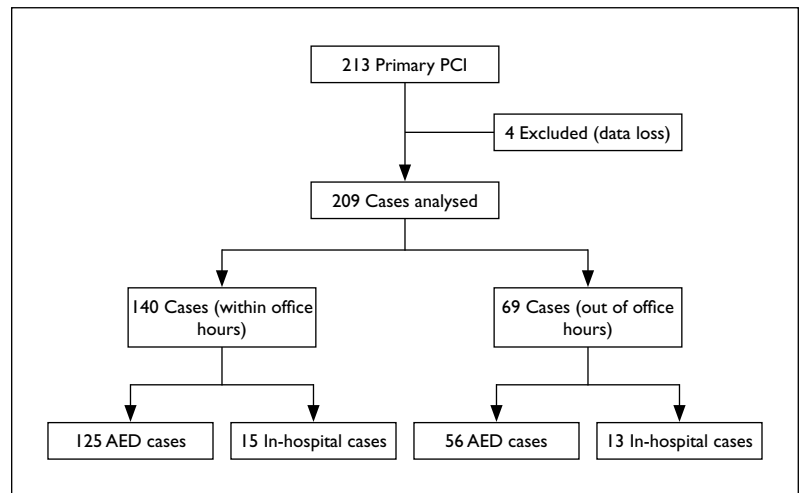 213 Primary PCI
4 Excluded (data loss)
209 Cases analysed
140 Cases (within office
hours)
69 Cases (out of office
hours)
125 AED cases
15 In-hospital cases
56 AED cases
13 In-hospital cases